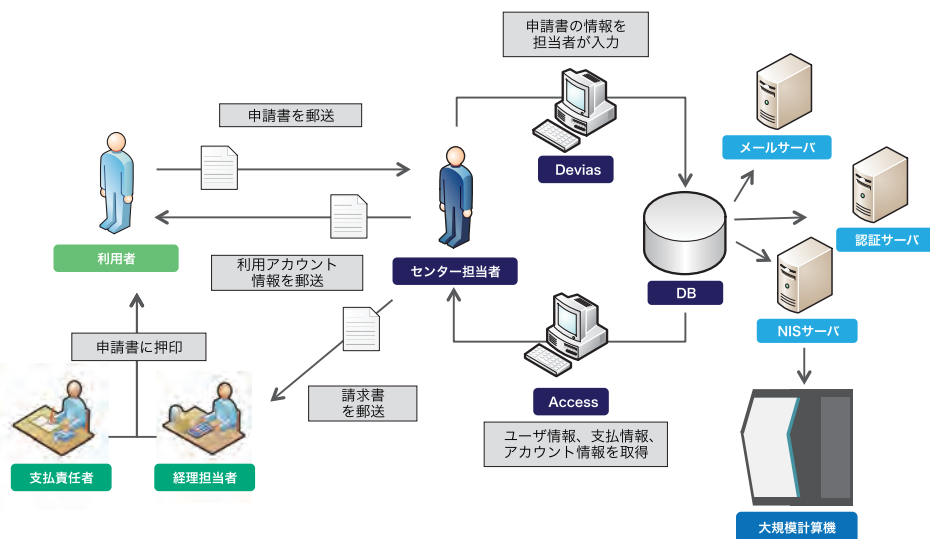 申請書の情報を
担当者が入力
申請書を郵送
Devias
メールサーバ
認証サーバ
利用者
利用アカウント
情報を郵送
センター担当者
DB
NISサーバ
申請書に押印
請求書
を郵送
Access
ユーザ情報、支払情報、
アカウント情報を取得
支払責任者
経理担当者
大規模計算機